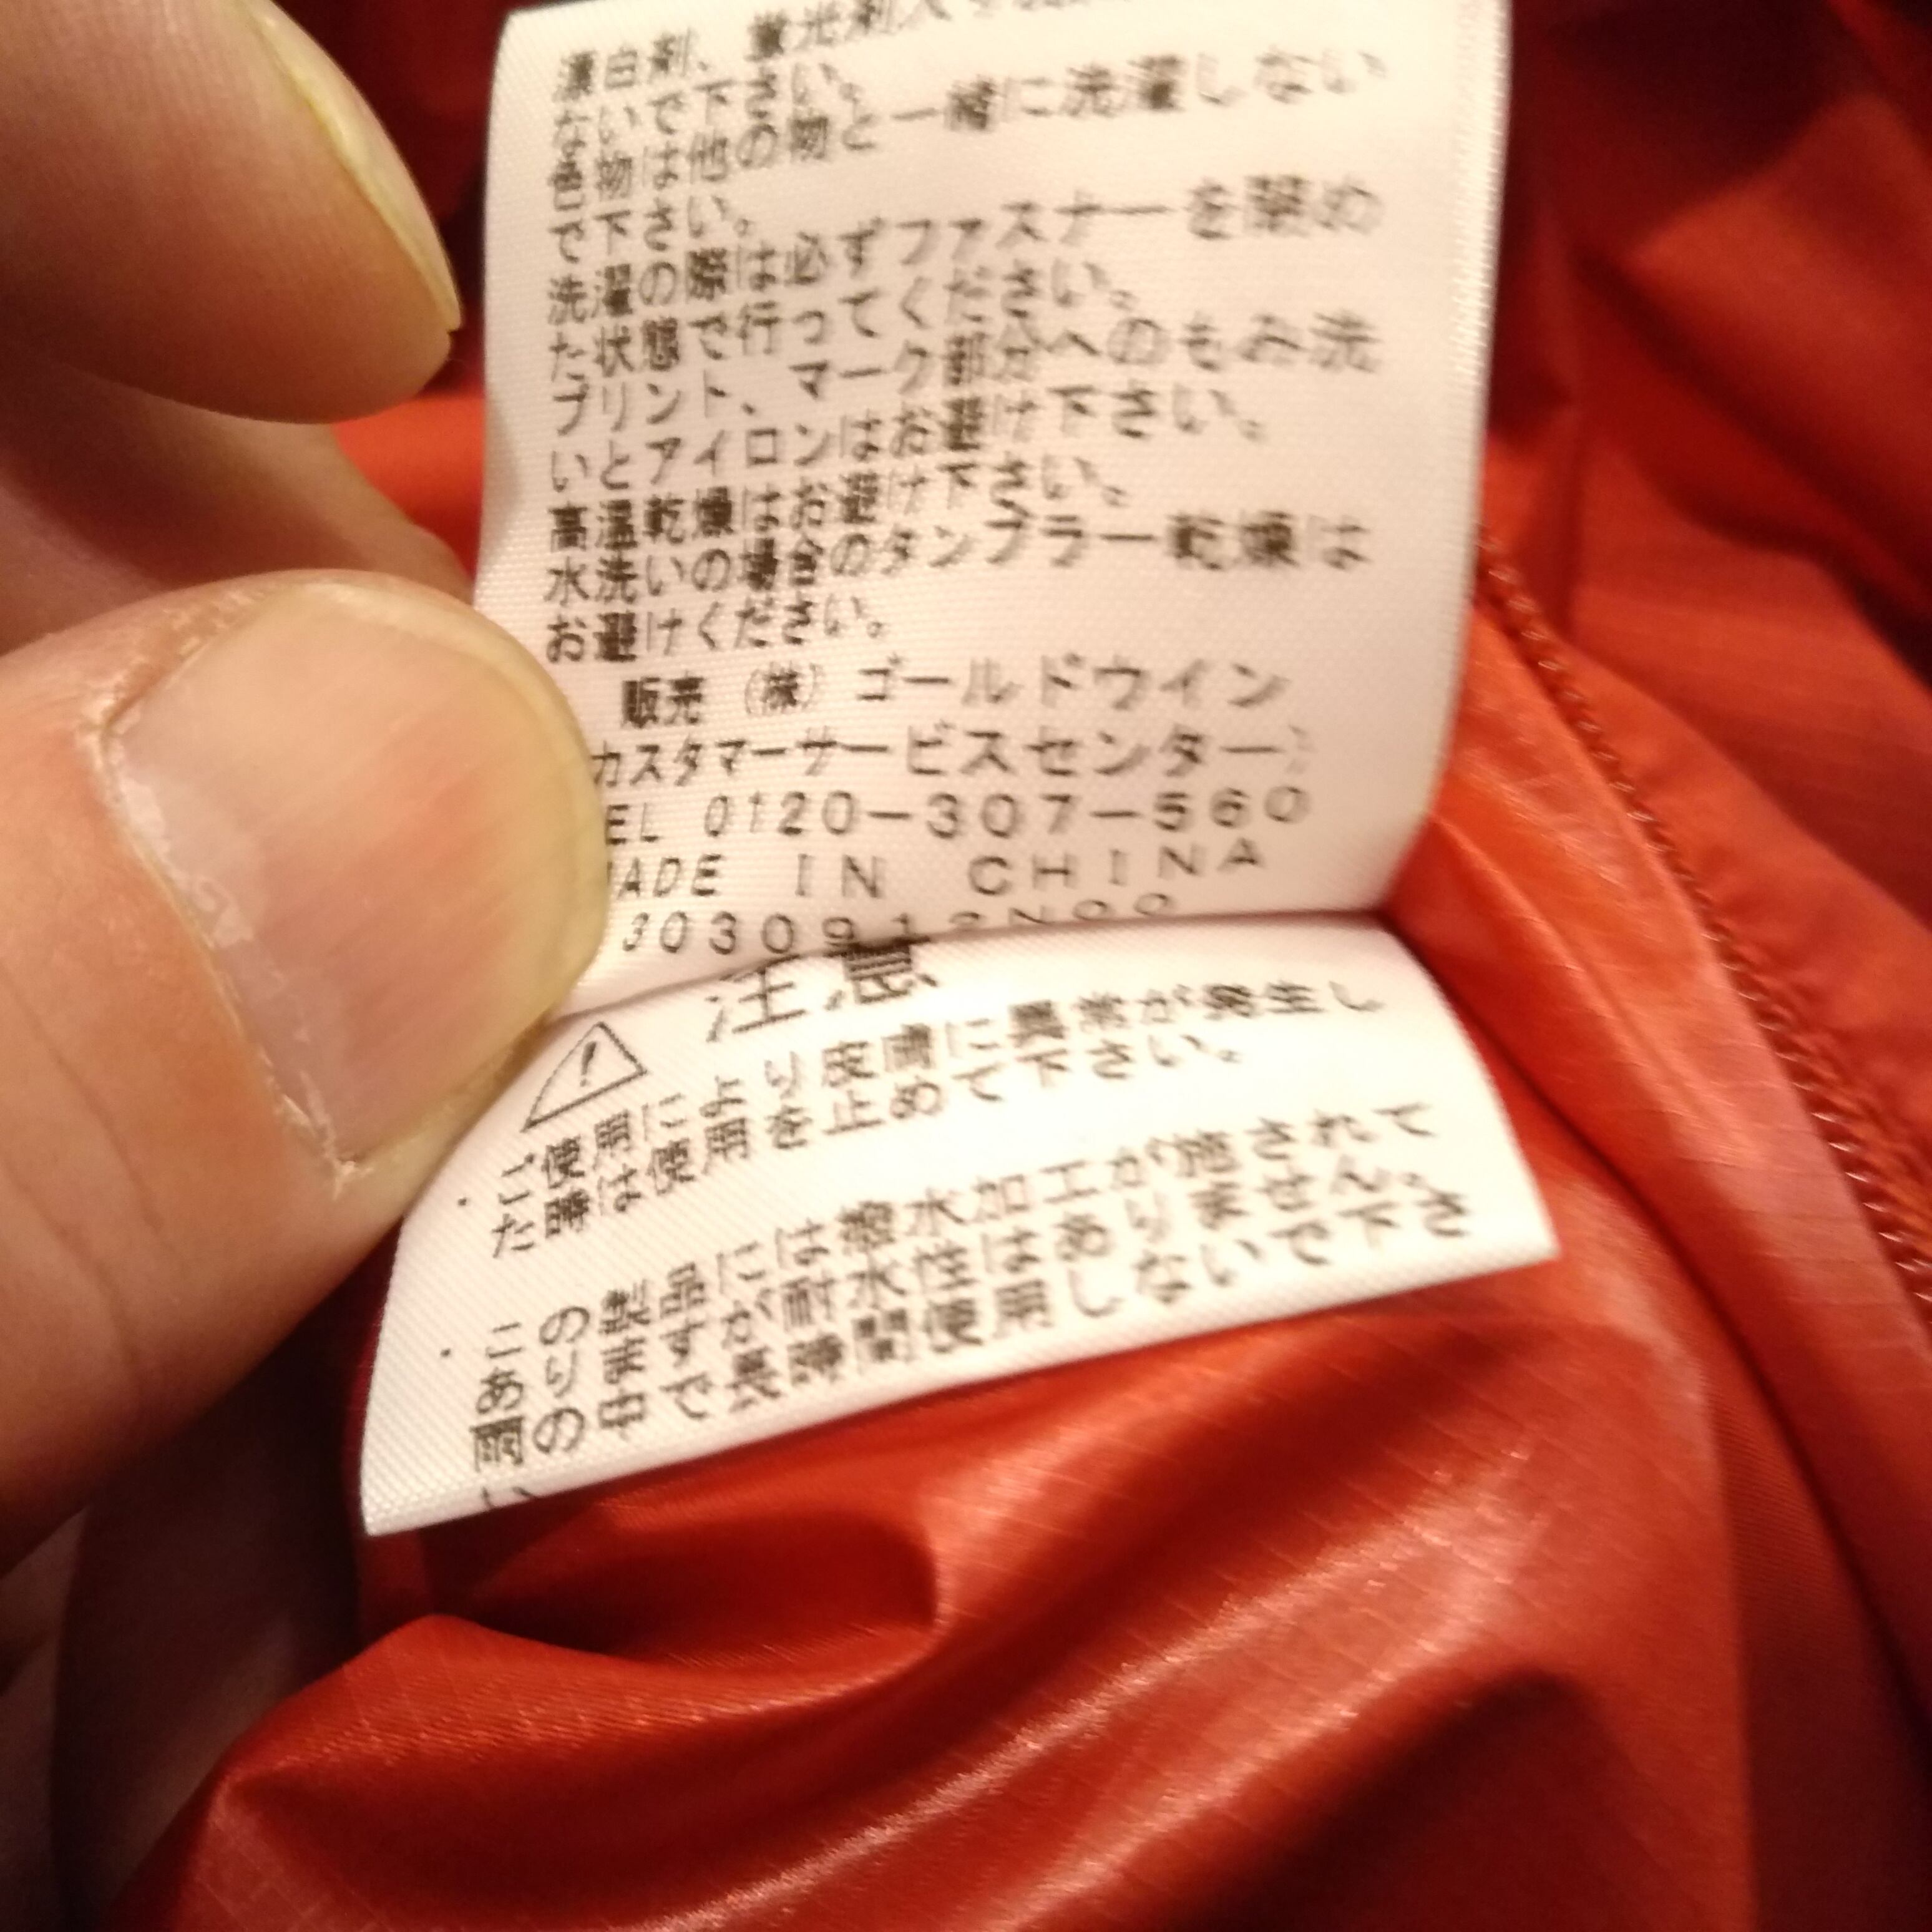 漂白剤、蛍光剤入り
ないで下さい。
色物は他の物と一緒に洗濯しない
で下さい。
洗濯の際は必ずファスナーを閉め
た状態で行ってください。
プリント、マーク部分へのもみ洗
いとアイロンはお避け下さい。
高温乾燥はお避け下さい。
水洗いの場合のタンブラー乾燥は
お避けください。
販売 (株) ゴールドウイン
カスタマーサービスセンター
EL 0120-307-560
ADE IN CHINA
注意
・ご使用により皮膚に異常が発生し
た時は使用を止めて下さい。
・この製品には撥水加工が施されて
ありますが耐水性はありません。
雨の中で長時間使用しないで下さ
い